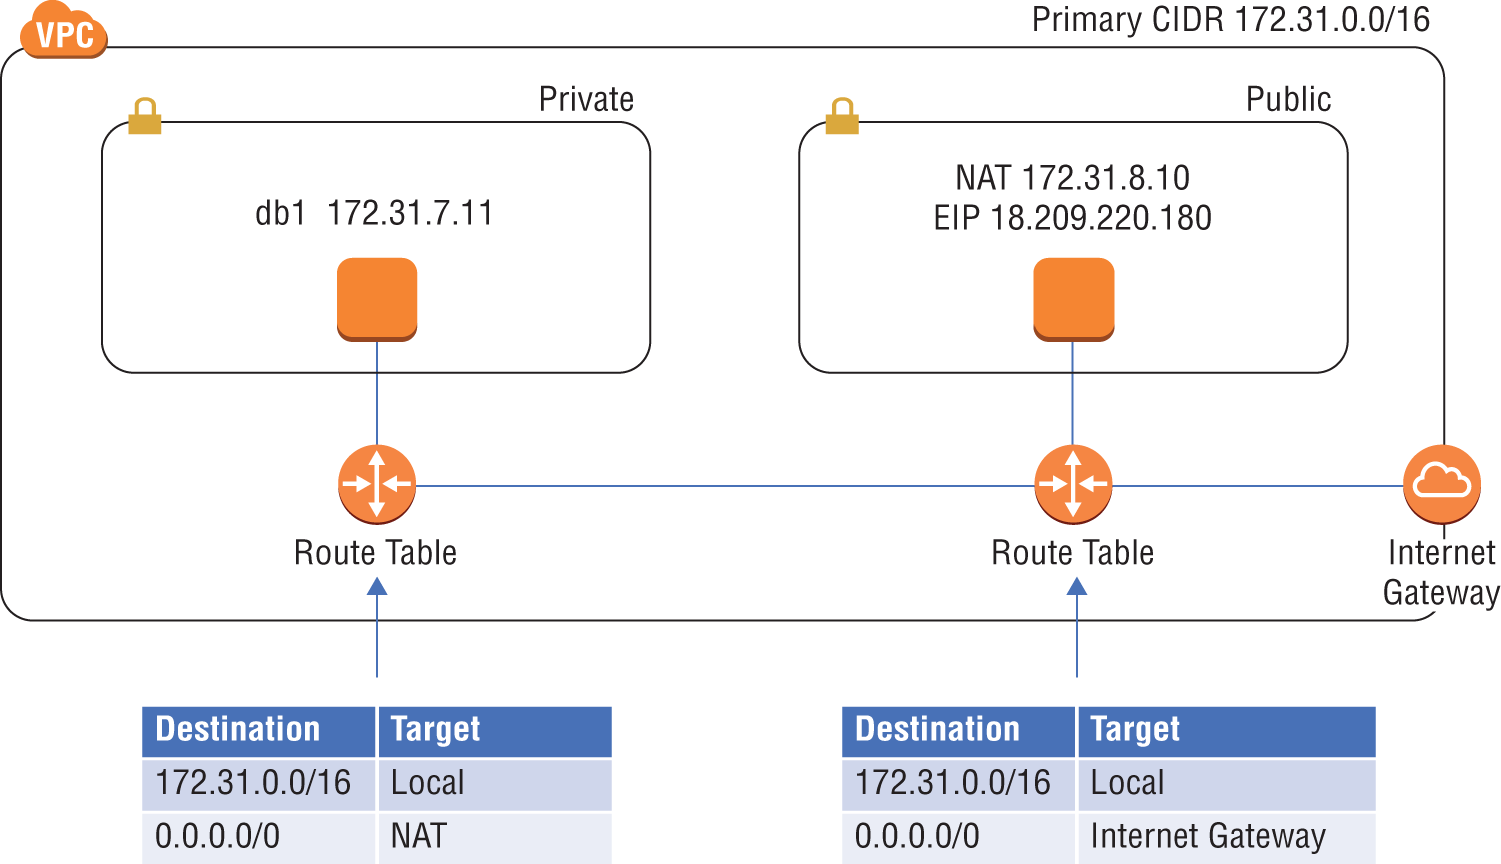 VPC
Primary CIDR 172.31.0.0/16
Private
Public
db1 172.31.7.11
NAT 172.31.8.10
EIP 18.209.220.180
Route Table
Route Table
Internet
Gateway
Destination Target
172.31.0.0/16 Local
0.0.0.0/0 NAT
Destination Target
172.31.0.0/16 Local
0.0.0.0/0 Internet Gateway